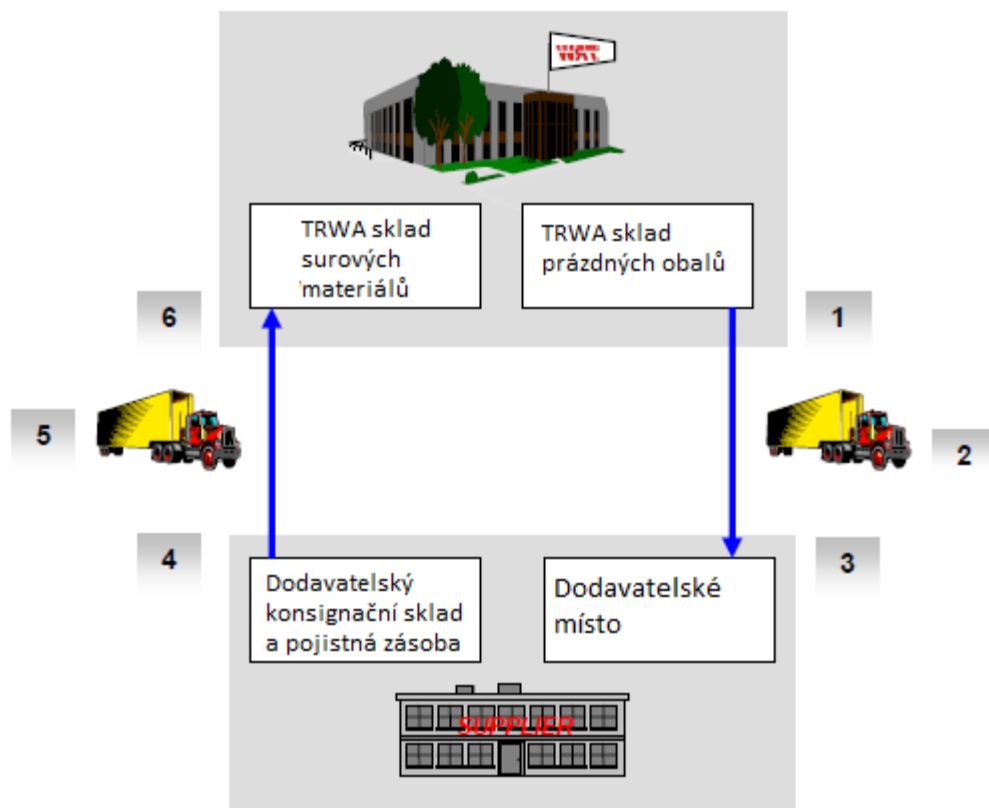 TRWA sklad
surových
materiálů
TRWA sklad
prázdných obalů
6
1
5
2
4
3
Dodavatelský
konsignační sklad
a pojistná zásoba
Dodavatelské
místo
SUPPLIER